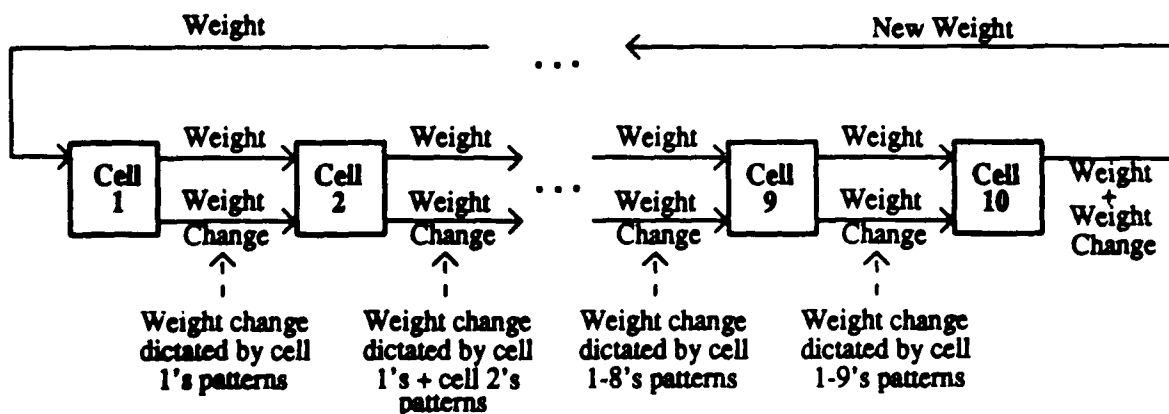 Weight
New Weight
. . .
Weight
Weight
Weight
Weight
Cell
1
Cell
2
. . .
Cell
9
Cell
10
Weight
Change
Weight
Change
Weight
Change
Weight
Change
Weight
+
Weight
Change
Weight change
dictated by cell
1's patterns
Weight change
dictated by cell
1's + cell 2's
patterns
Weight change
dictated by cell
1-8's patterns
Weight change
dictated by cell
1-9's patterns